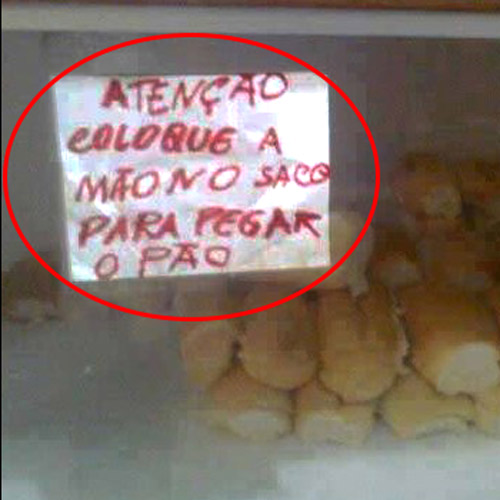 ATENÇÃO
COLOQUE A
MÃO NO SACO
PARA PEGAR
O PÃO